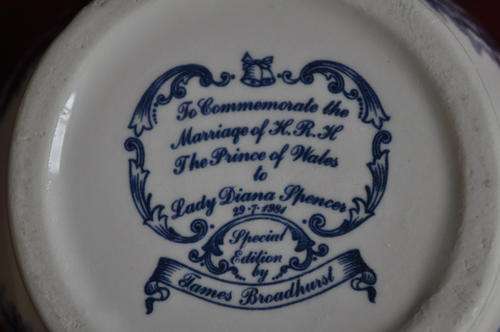 To Commemorate the
Marriage of H.R.H
The Prince of Wales
to
Lady Diana Spencer
29-7-1981
Special
Edition
by
James Broadhurst